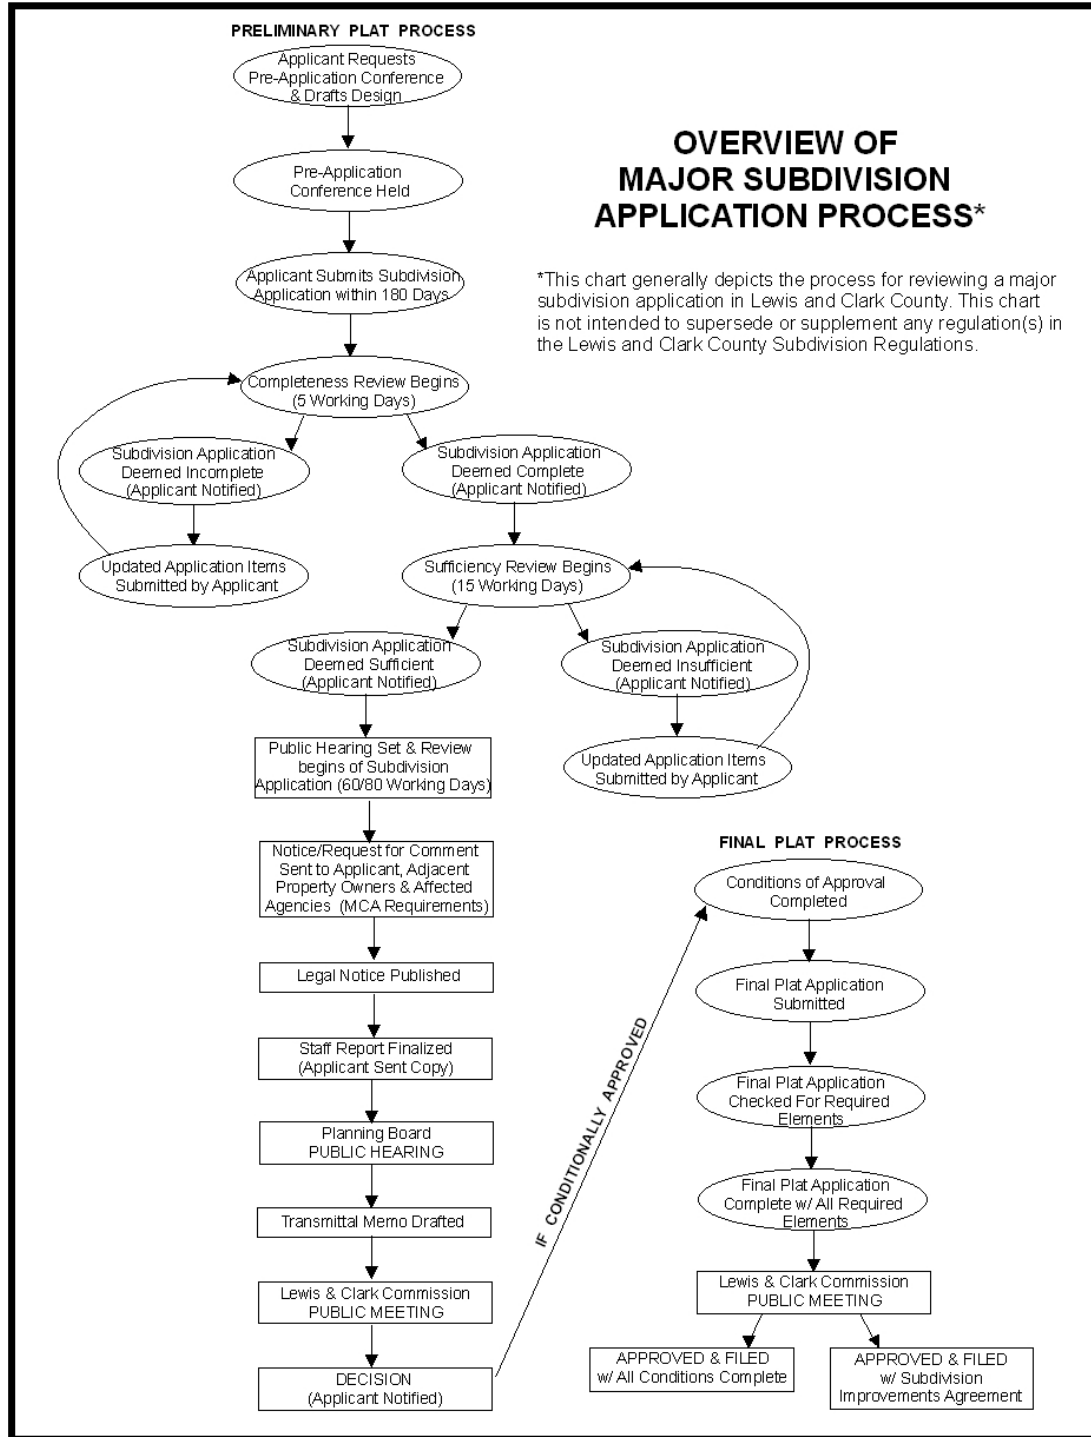 PRELIMINARY PLAT PROCESS
Applicant Requests
Pre-Application Conference
& Drafts Design
OVERVIEW OF
MAJOR SUBDIVISION
APPLICATION PROCESS*
Pre-Application
Conference Held
*This chart generally depicts the process for reviewing a major
subdivision application in Lewis and Clark County. This chart
is not intended to supersede or supplement any regulation(s) in
the Lewis and Clark County Subdivision Regulations.
Applicant Submits Subdivision
Application within 180 Days
Completeness Review Begins
(5 Working Days)
Subdivision Application
Deemed Incomplete
(Applicant Notified)
Subdivision Application
Deemed Complete
(Applicant Notified)
Updated Application Items
Submitted by Applicant
Sufficiency Review Begins
(15 Working Days)
Subdivision Application
Deemed Sufficient
(Applicant Notified)
Subdivision Application
Deemed Insufficient
(Applicant Notified)
Updated Application Items
Submitted by Applicant
Public Hearing Set & Review
begins of Subdivision
Application (60/80 Working Days)
Notice/Request for Comment
Sent to Applicant, Adjacent
Property Owners & Affected
Agencies (MCA Requirements)
Legal Notice Published
Staff Report Finalized
(Applicant Sent Copy)
Planning Board
PUBLIC HEARING
Transmittal Memo Drafted
Lewis & Clark Commission
PUBLIC MEETING
DECISION
(Applicant Notified)
IF CONDITIONALLY APPROVED
FINAL PLAT PROCESS
Conditions of Approval
Completed
Final Plat Application
Submitted
Final Plat Application
Checked For Required
Elements
Final Plat Application
Complete w/ All Required
Elements
Lewis & Clark Commission
PUBLIC MEETING
APPROVED & FILED
w/ All Conditions Complete
APPROVED & FILED
w/ Subdivision
Improvements Agreement